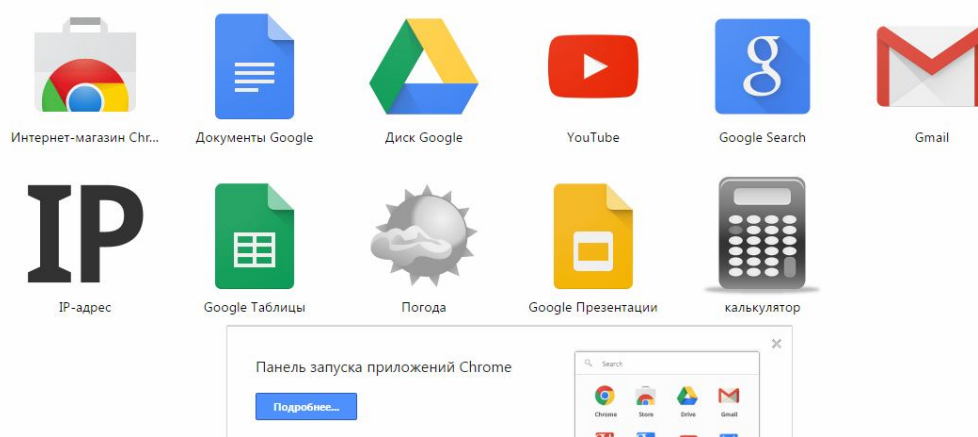 Интернет-магазин Chr...
Документы Google
Диск Google
YouTube
Google Search
Gmail
IP
IP-адрес
Google Таблицы
Погода
Google Презентации
калькулятор
Панель запуска приложений Chrome
Подробнее...
Search
Chrome
Store
Drive
Gmail